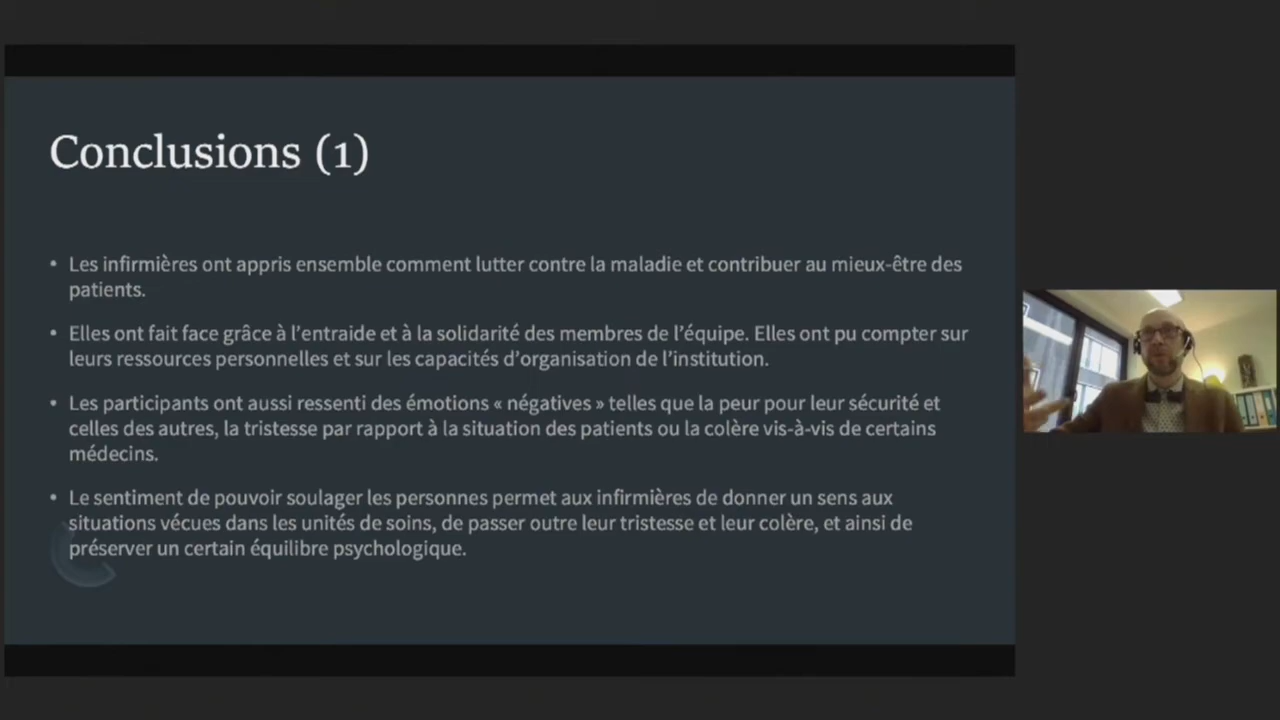 Conclusions (1)
• Les infirmières ont appris ensemble comment lutter contre la maladie et contribuer au mieux-être des
patients.
• Elles ont fait face grâce à l'entraide et à la solidarité des membres de l'équipe. Elles ont pu compter sur
leurs ressources personnelles et sur les capacités d'organisation de l'institution.
• Les participants ont aussi ressenti des émotions « négatives » telles que la peur pour leur sécurité et
celles des autres, la tristesse par rapport à la situation des patients ou la colère vis-à-vis de certains
médecins.
• Le sentiment de pouvoir soulager les personnes permet aux infirmières de donner un sens aux
situations vécues dans les unités de soins, de passer outre leur tristesse et leur colère, et ainsi de
préserver un certain équilibre psychologique.